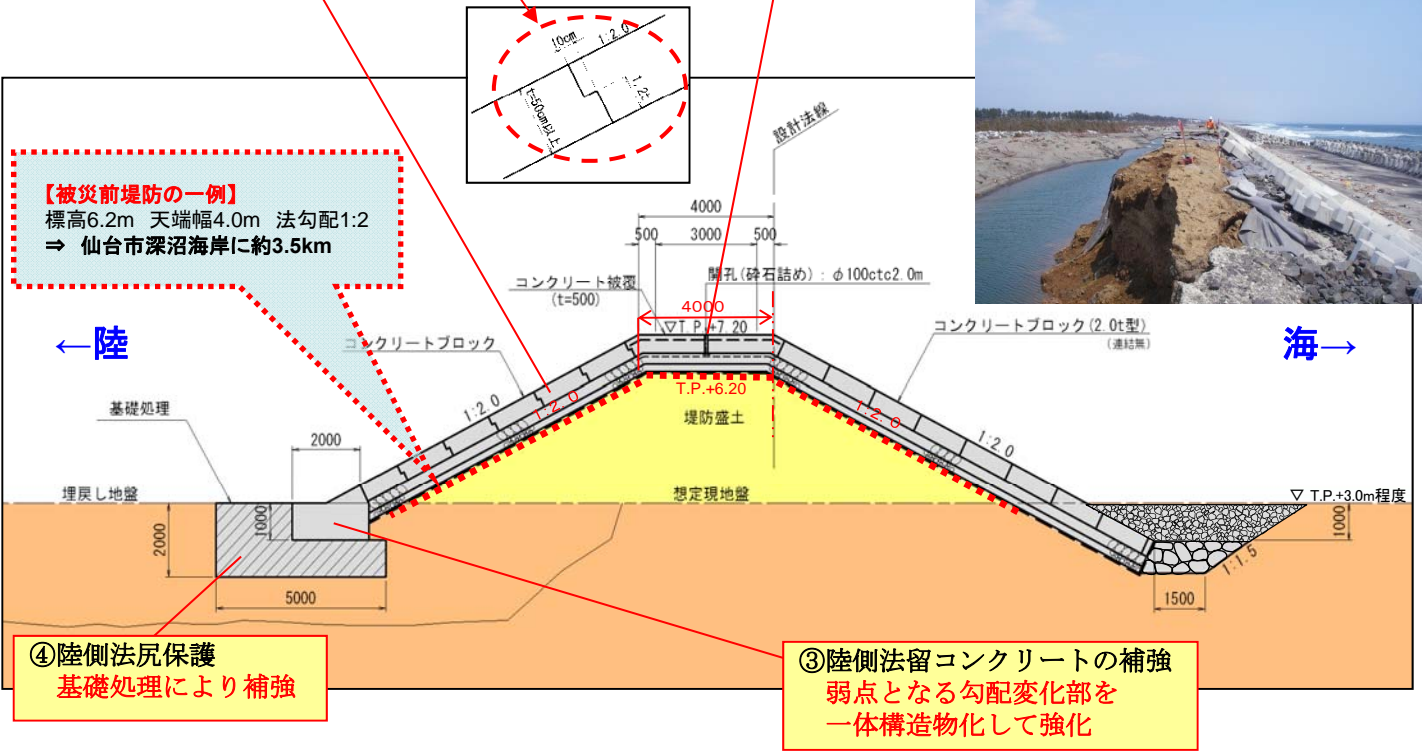 10cm
1:2.0
1.2t
t=50cm以上
設計法線
【被災前堤防の一例】
標高6.2m 天端幅4.0m 法勾配1:2
⇒ 仙台市深沼海岸に約3.5km
4000
500
3000
500
コンクリート被覆
(t=500)
開孔(砕石詰め)：φ100ctc2.0m
4000
▽T.P.+7.20
コンクリートブロック(2.0t型)
(連結無)
←陸
海→
コンクリートブロック
T.P.+6.20
基礎処理
1:2.0
1:2.0
堤防盛土
1:2.0
1:2.0
2000
埋戻し地盤
想定現地盤
▽ T.P.+3.0m程度
2000
1000
1000
1:1.5
5000
1500
④陸側法尻保護
基礎処理により補強
③陸側法留コンクリートの補強
弱点となる勾配変化部を
一体構造物化して強化